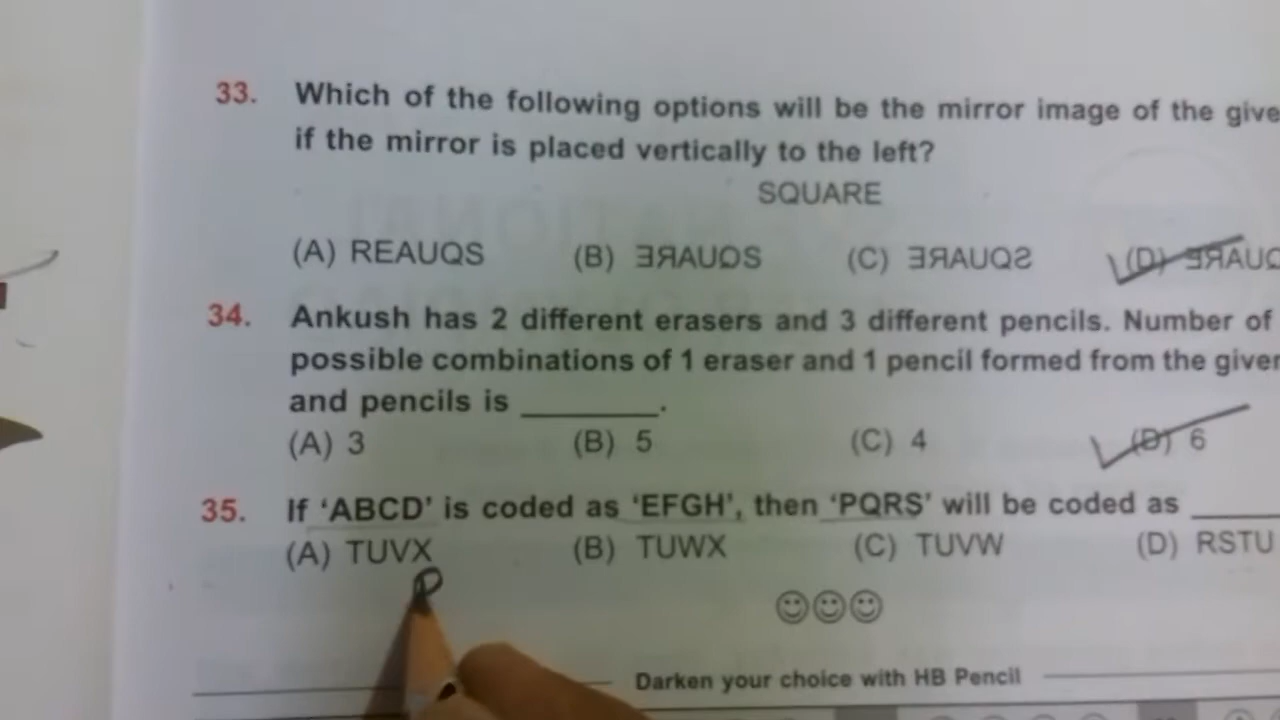 33. Which of the following options will be the mirror image of the give
if the mirror is placed vertically to the left?
SQUARE
(A) REAUQS (B) ƎЯAUOS (C) ƎЯAUQƧ (D) ƎЯAUQ
34. Ankush has 2 different erasers and 3 different pencils. Number of
possible combinations of 1 eraser and 1 pencil formed from the given
and pencils is ________.
(A) 3 (B) 5 (C) 4 (D) 6
35. If ‘ABCD’ is coded as ‘EFGH’, then ‘PQRS’ will be coded as _____
(A) TUVX (B) TUWX (C) TUVW (D) RSTU
P
Darken your choice with HB Pencil